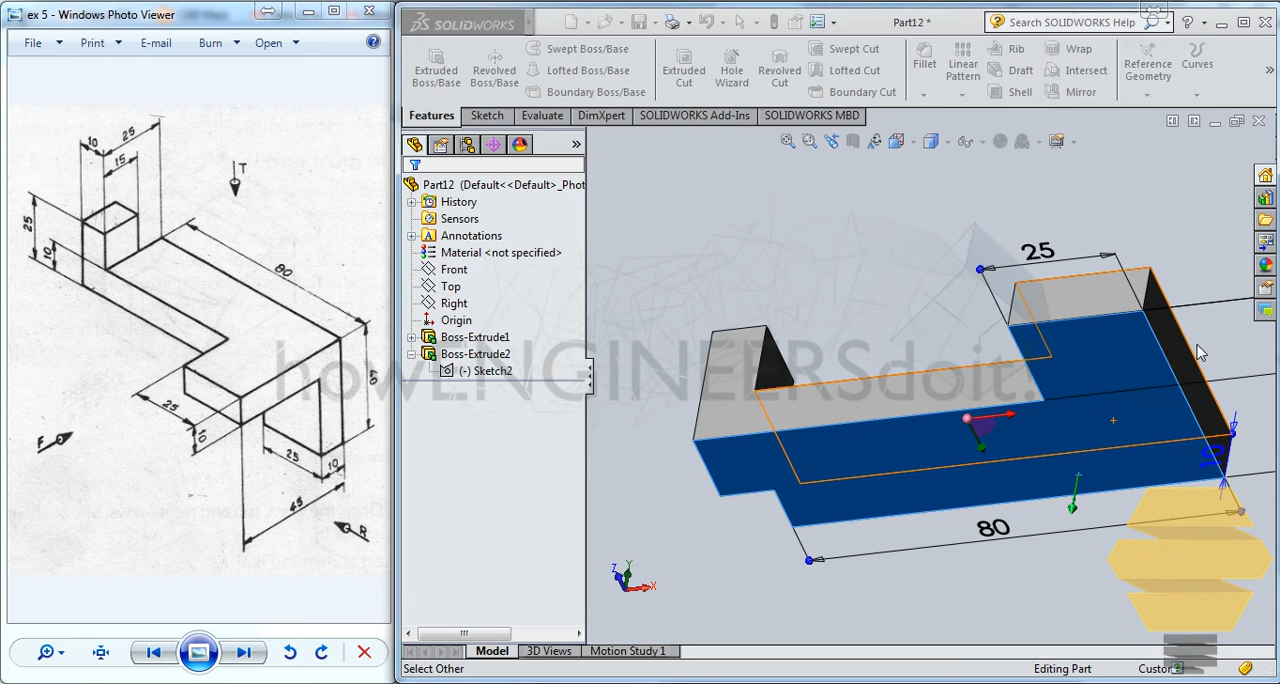 ex 5 - Windows Photo Viewer
File Print E-mail Burn Open
10 25
15
T
25
10
80
40
25
10
F
25
10
45
R
SOLIDWORKS
Part12 *
Search SOLIDWORKS Help
Extruded Boss/Base
Revolved Boss/Base
Swept Boss/Base
Lofted Boss/Base
Boundary Boss/Base
Extruded Cut
Hole Wizard
Revolved Cut
Swept Cut
Lofted Cut
Boundary Cut
Fillet
Linear Pattern
Rib
Draft
Shell
Wrap
Intersect
Mirror
Reference Geometry
Curves
Features Sketch Evaluate DimXpert SOLIDWORKS Add-Ins SOLIDWORKS MBD
Part12 (Default<<Default>_Phot
History
Sensors
Annotations
Material <not specified>
Front
Top
Right
Origin
Boss-Extrude1
Boss-Extrude2
(-) Sketch2
25
10
80
Z Y X
howENGINEERSdoit!
Model 3D Views Motion Study 1
Select Other
Editing Part
Custo